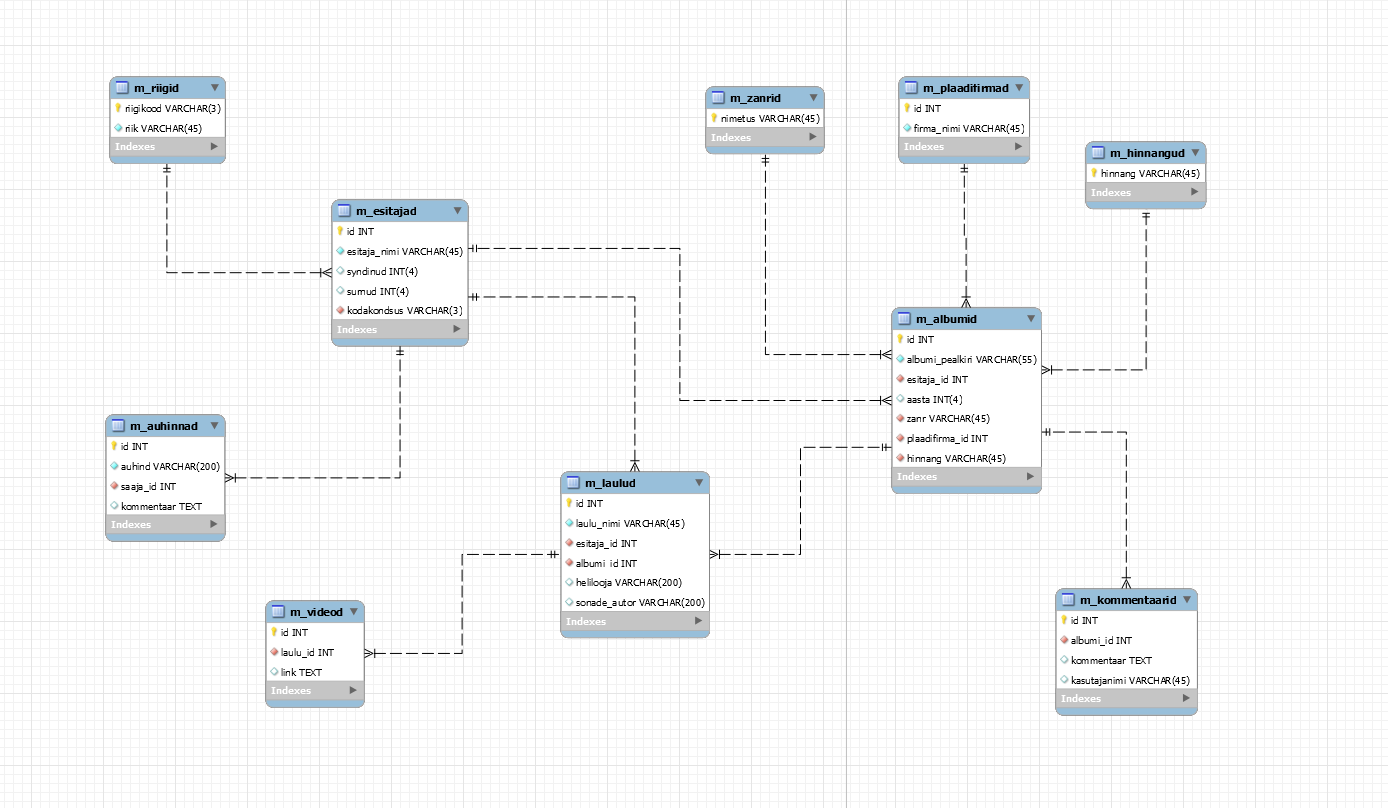 m_riigid
riigikood VARCHAR(3)
riik VARCHAR(45)
Indexes
m_zanrid
nimetus VARCHAR(45)
Indexes
m_plaadifirmad
id INT
firma_nimi VARCHAR(45)
Indexes
m_hinnangud
hinnang VARCHAR(45)
Indexes
m_esitajad
id INT
esitaja_nimi VARCHAR(45)
syndinud INT(4)
surnud INT(4)
kodakondsus VARCHAR(3)
Indexes
m_albumid
id INT
albumi_pealkiri VARCHAR(55)
esitaja_id INT
aasta INT(4)
zanr VARCHAR(45)
plaadifirma_id INT
hinnang VARCHAR(45)
Indexes
m_auhinnad
id INT
auhind VARCHAR(200)
saaja_id INT
kommentaar TEXT
Indexes
m_laulud
id INT
laulu_nimi VARCHAR(45)
esitaja_id INT
albumi_id INT
helilooja VARCHAR(200)
sonade_autor VARCHAR(200)
Indexes
m_videod
id INT
laulu_id INT
link TEXT
Indexes
m_kommentaarid
id INT
albumi_id INT
kommentaar TEXT
kasutajanimi VARCHAR(45)
Indexes